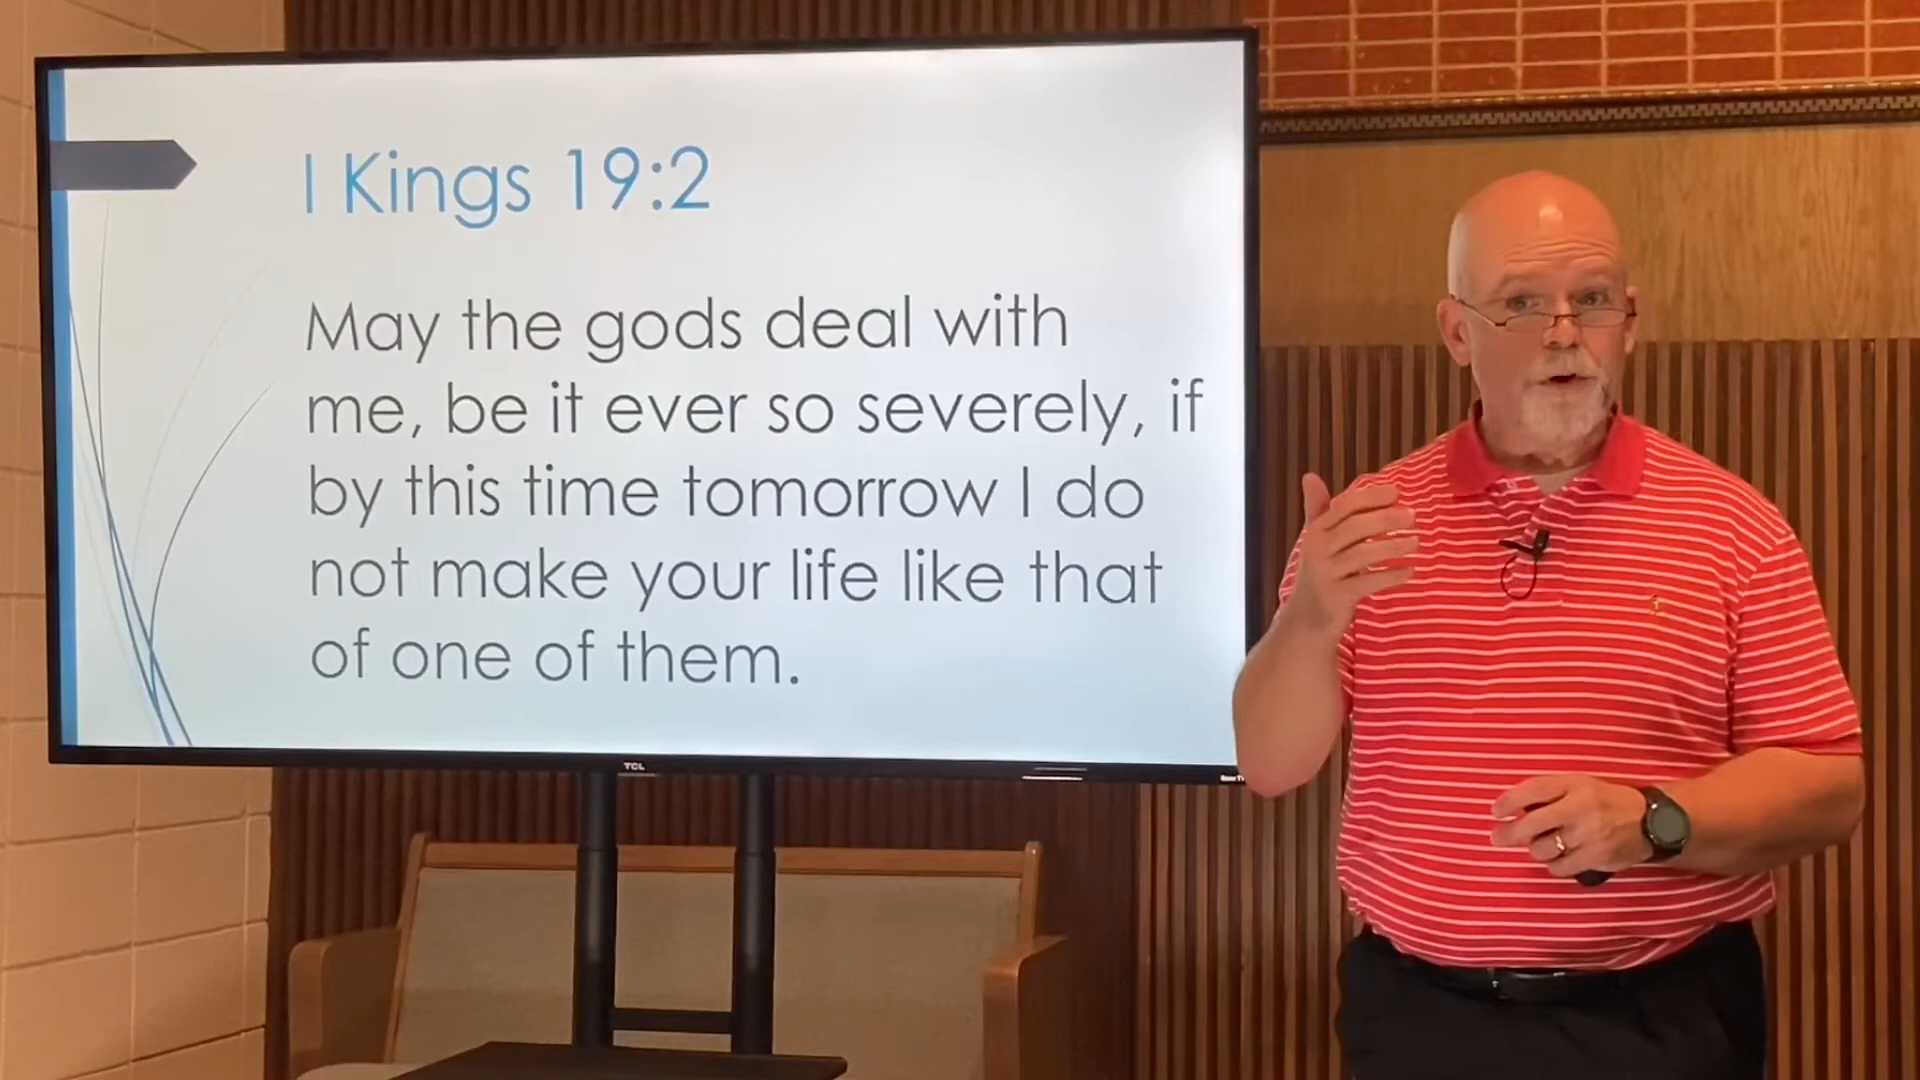 I Kings 19:2
May the gods deal with
me, be it ever so severely, if
by this time tomorrow I do
not make your life like that
of one of them.
TCL